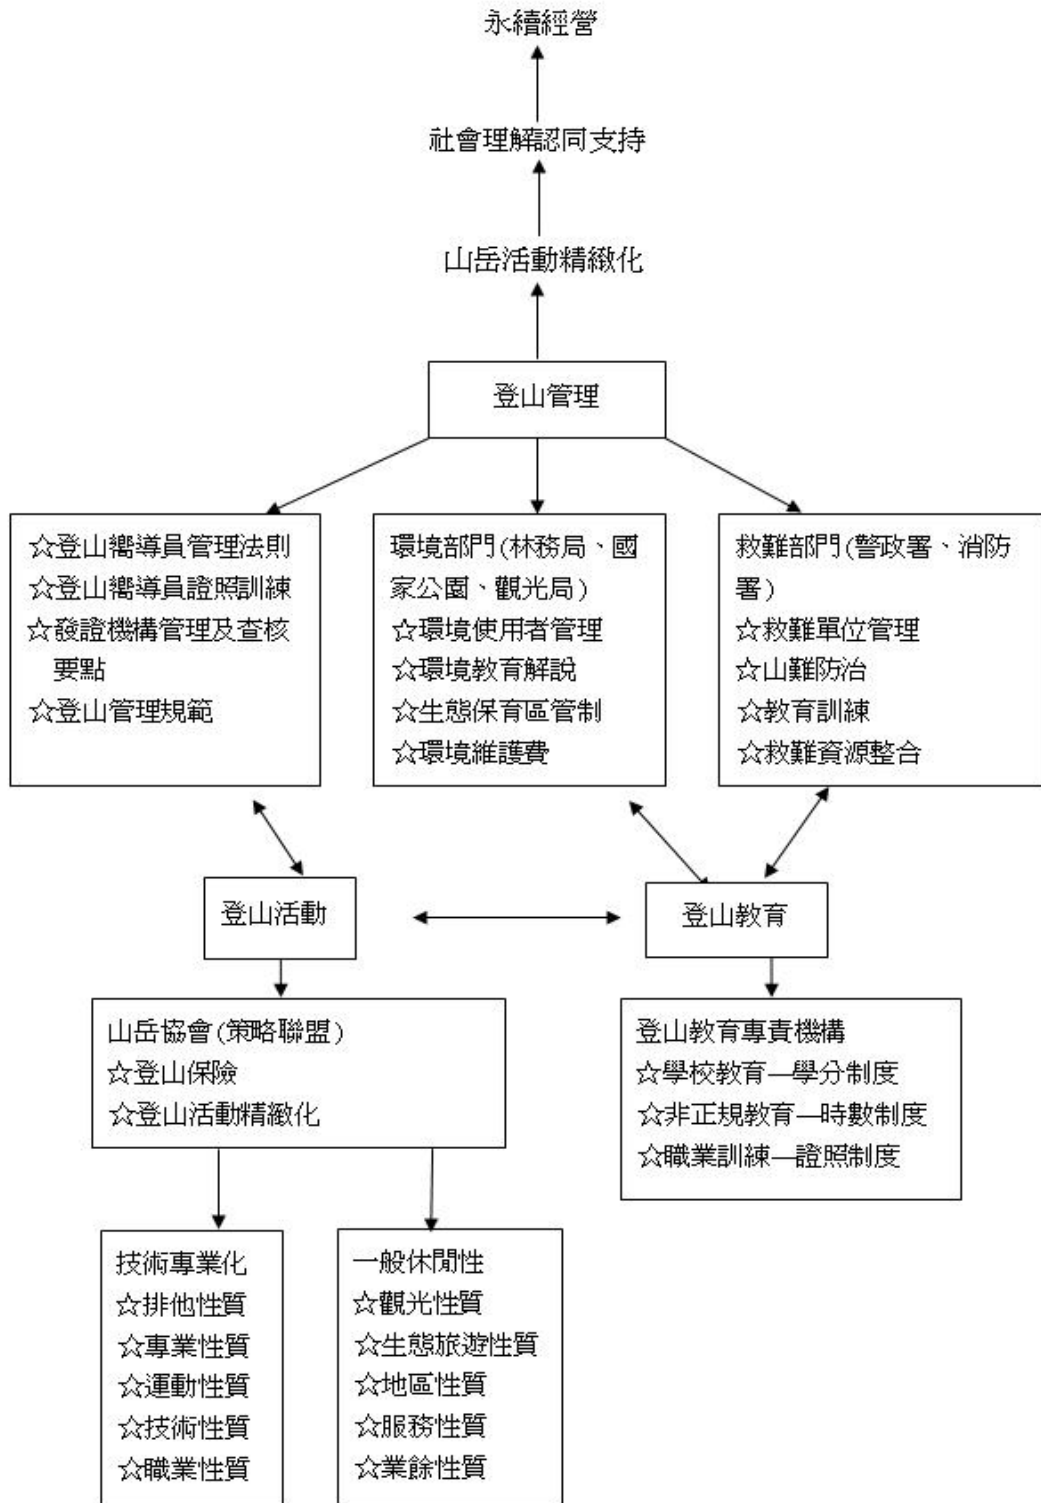 永續經營
社會理解認同支持
山岳活動精緻化
登山管理
☆登山嚮導員管理法則
☆登山嚮導員證照訓練
☆發證機構管理及查核
要點
☆登山管理規範
環境部門(林務局、國
家公園、觀光局)
☆環境使用者管理
☆環境教育解說
☆生態保育區管制
☆環境維護費
救難部門(警政署、消防
署)
☆救難單位管理
☆山難防治
☆教育訓練
☆救難資源整合
登山活動
登山教育
山岳協會(策略聯盟)
☆登山保險
☆登山活動精緻化
登山教育專責機構
☆學校教育—學分制度
☆非正規教育—時數制度
☆職業訓練—證照制度
技術專業化
☆排他性質
☆專業性質
☆運動性質
☆技術性質
☆職業性質
一般休閒性
☆觀光性質
☆生態旅遊性質
☆地區性質
☆服務性質
☆業餘性質